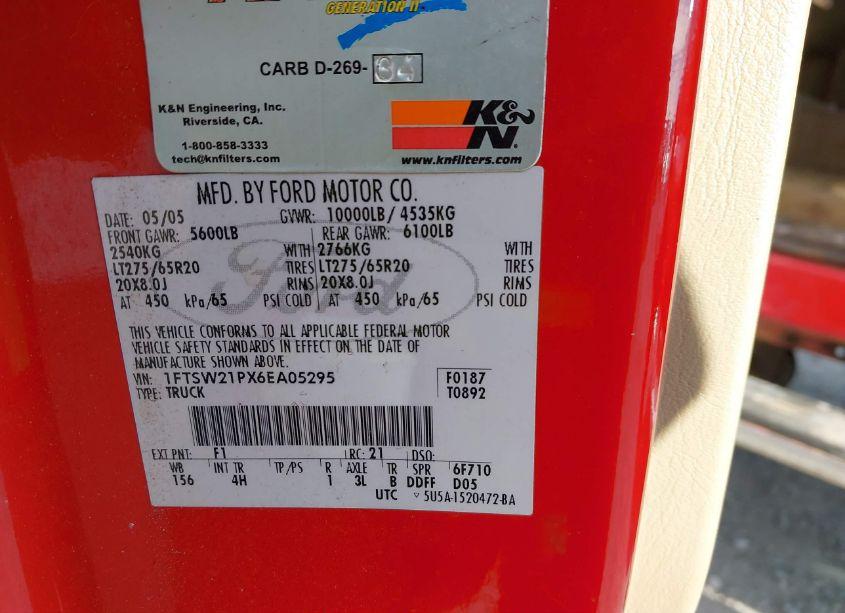 GENERATION II
CARB D-269-
K&N Engineering, Inc.
Riverside, CA.
1-800-858-3333
tech@knfilters.com
K&N
www.knfilters.com
MFD. BY FORD MOTOR CO.
DATE: 05/05 GVWR: 10000LB/ 4535KG
FRONT GAWR: 5600LB REAR GAWR: 6100LB
2540KG WITH 2766KG WITH
LT275/65R20 TIRES LT275/65R20 TIRES
20X8.0J RIMS 20X8.0J RIMS
AT 450 kPa/65 PSI COLD AT 450 kPa/65 PSI COLD
Ford
THIS VEHICLE CONFORMS TO ALL APPLICABLE FEDERAL MOTOR
VEHICLE SAFETY STANDARDS IN EFFECT ON THE DATE OF
MANUFACTURE SHOWN ABOVE.
VIN: 1FTSW21PX6EA05295 F0187
TYPE: TRUCK T0892
EXT PNT: F1 RC: 21 DSO:
WB INT TR TP/PS R AXLE TR SPR 6F710
156 4H 1 3L B DDFF D05
UTC 5U5A-1520472-BA